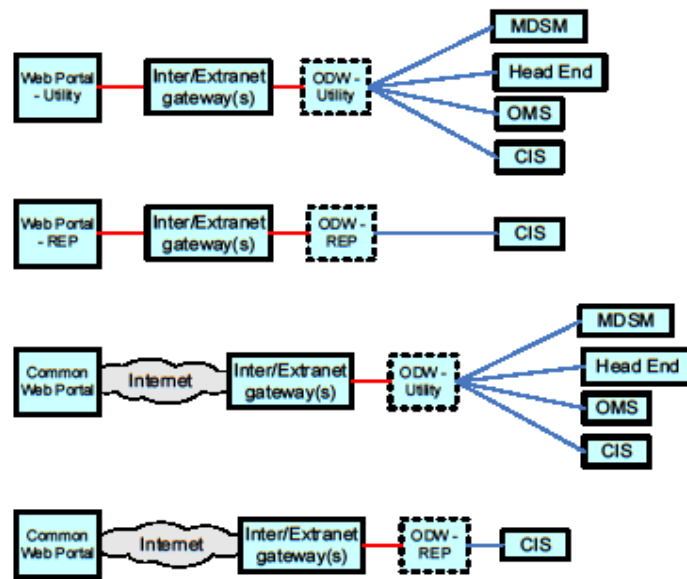 MDSM
Web Portal
- Utility
Inter/Extranet
gateway(s)
ODW -
Utility
Head End
OMS
CIS
Web Portal
- REP
Inter/Extranet
gateway(s)
ODW -
REP
CIS
MDSM
Common
Web Portal
Internet
Inter/Extranet
gateway(s)
ODW -
Utility
Head End
OMS
CIS
Common
Web Portal
Internet
Inter/Extranet
gateway(s)
ODW -
REP
CIS